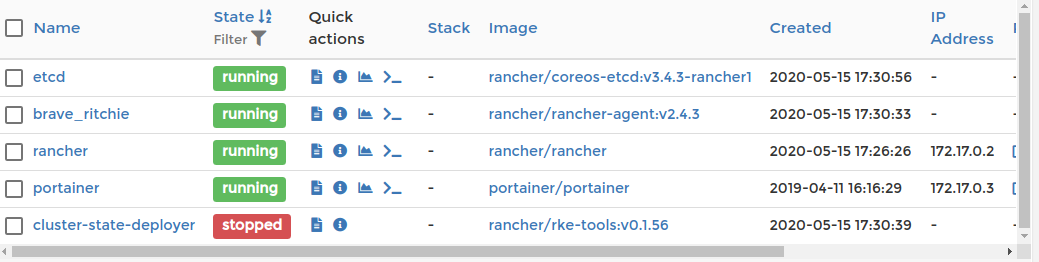 Name State Filter Quick actions Stack Image Created IP Address
etcd running - rancher/coreos-etcd:v3.4.3-rancher1 2020-05-15 17:30:56 - -
brave_ritchie running - rancher/rancher-agent:v2.4.3 2020-05-15 17:30:33 - -
rancher running - rancher/rancher 2020-05-15 17:26:26 172.17.0.2
portainer running - portainer/portainer 2019-04-11 16:16:29 172.17.0.3
cluster-state-deployer stopped - rancher/rke-tools:v0.1.56 2020-05-15 17:30:39 - -